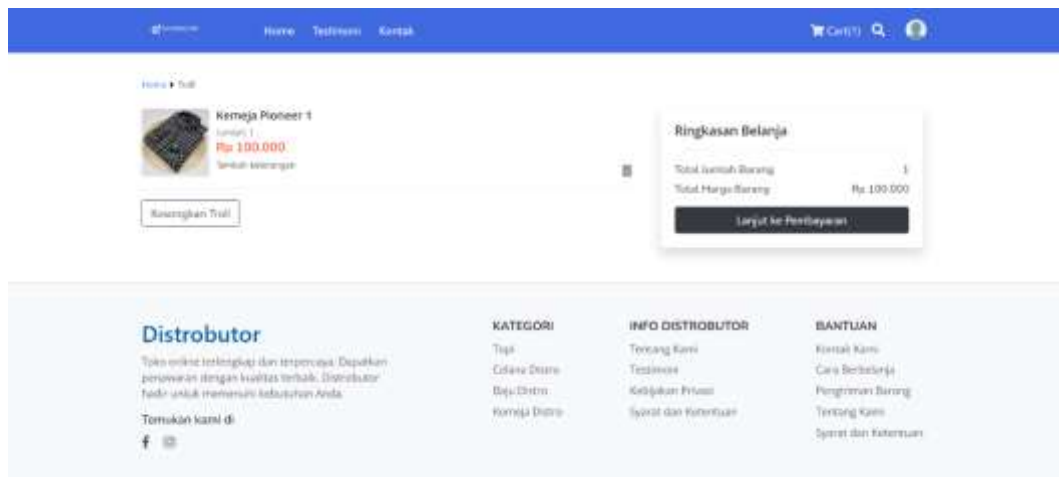 Home Testimoni Kontak
Cart(1)
Home Troli
Kemeja Pioneer 1
Jumlah: 1
Rp 100.000
Tambah keterangan
Kosongkan Troli
Ringkasan Belanja
Total Jumlah Barang 1
Total Harga Barang Rp 100.000
Lanjut ke Pembayaran
Distrobutor
Toko online terlengkap dan terpercaya. Dapatkan
penawaran dengan kualitas terbaik. Distrobutor
hadir untuk memenuhi kebutuhan Anda.
Temukan kami di
KATEGORI
Topi
Celana Distro
Baju Distro
Kemeja Distro
INFO DISTROBUTOR
Tentang Kami
Testimoni
Kebijakan Privasi
Syarat dan Ketentuan
BANTUAN
Kontak Kami
Cara Berbelanja
Pengiriman Barang
Tentang Kami
Syarat dan Ketentuan